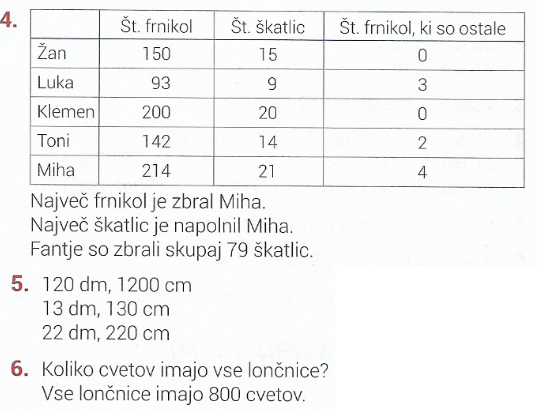 4.
Št. frnikol Št. škatlic Št. frnikol, ki so ostale
Žan 150 15 0
Luka 93 9 3
Klemen 200 20 0
Toni 142 14 2
Miha 214 21 4
Največ frnikol je zbral Miha.
Največ škatlic je napolnil Miha.
Fantje so zbrali skupaj 79 škatlic.
5. 120 dm, 1200 cm
13 dm, 130 cm
22 dm, 220 cm
6. Koliko cvetov imajo vse lončnice?
Vse lončnice imajo 800 cvetov.